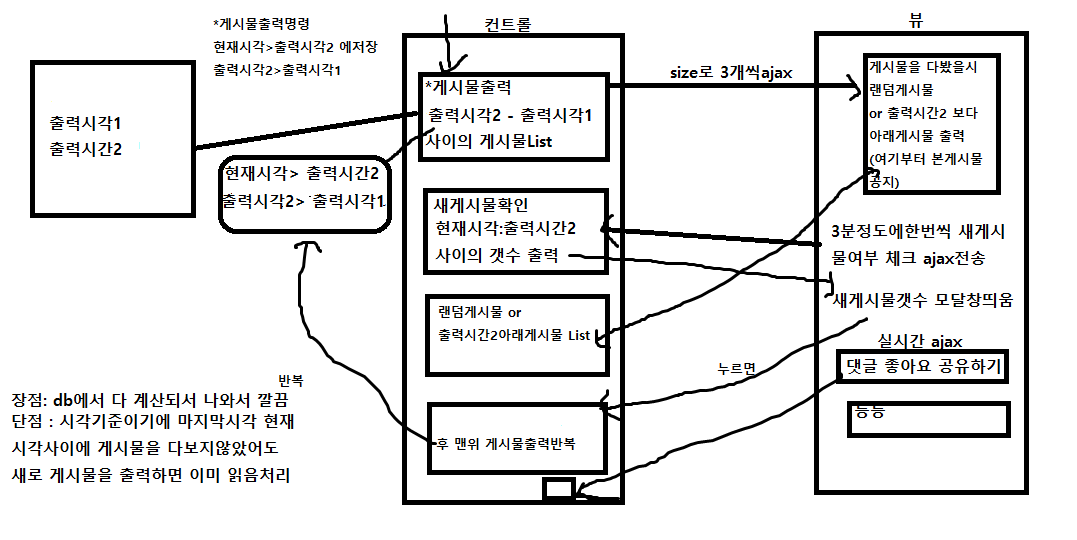 *게시물출력명령
현재시각>출력시각2 에저장
출력시각2>출력시각1
출력시각1
출력시간2
현재시각> 출력시간2
출력시각2> 출력시각1
반복
장점: db에서 다 계산되서 나와서 깔끔
단점 : 시각기준이기에 마지막시각 현재
시각사이에 게시물을 다보지않았어도
새로 게시물을 출력하면 이미 읽음처리
컨트롤
*게시물출력
출력시각2 - 출력시각1
사이의 게시물List
새게시물확인
현재시각:출력시간2
사이의 갯수 출력
랜덤게시물 or
출력시간2아래게시물 List
후 맨위 게시물출력반복
size로 3개씩ajax
누르면
뷰
게시물을 다봤을시
랜덤게시물
or 출력시간2 보다
아래게시물 출력
(여기부터 본게시물
공지)
3분정도에한번씩 새게시
물여부 체크 ajax전송
새게시물갯수 모달창띄움
실시간 ajax
댓글 좋아요 공유하기
등등